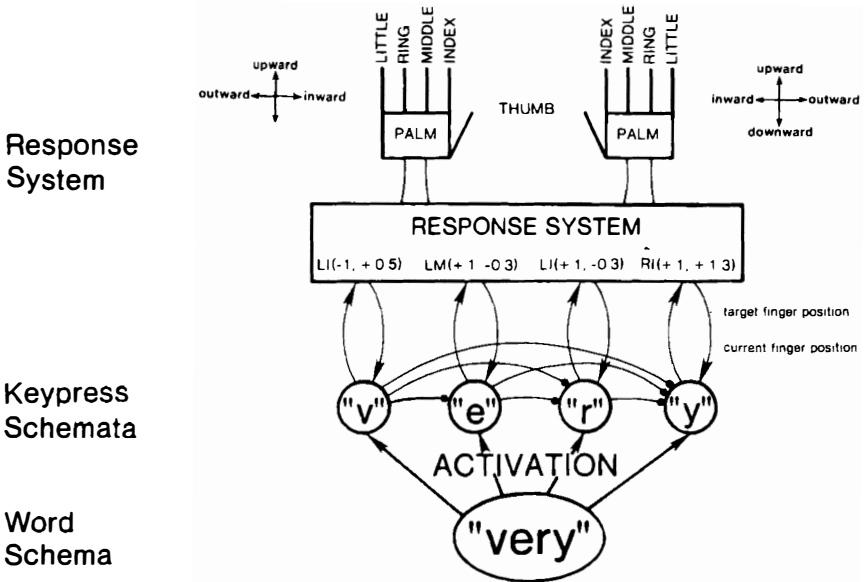 LITTLE
RING
MIDDLE
INDEX
INDEX
MIDDLE
RING
LITTLE
upward
outward inward
upward
inward outward
downward
THUMB
PALM
PALM
Response
System
RESPONSE SYSTEM
LI(-1, +0.5) LM(+1 -0.3) LI(+1, -0.3) RI(+1, +1.3)
target finger position
current finger position
Keypress
Schemata
"v" "e" "r" "y"
ACTIVATION
Word
Schema
"very"